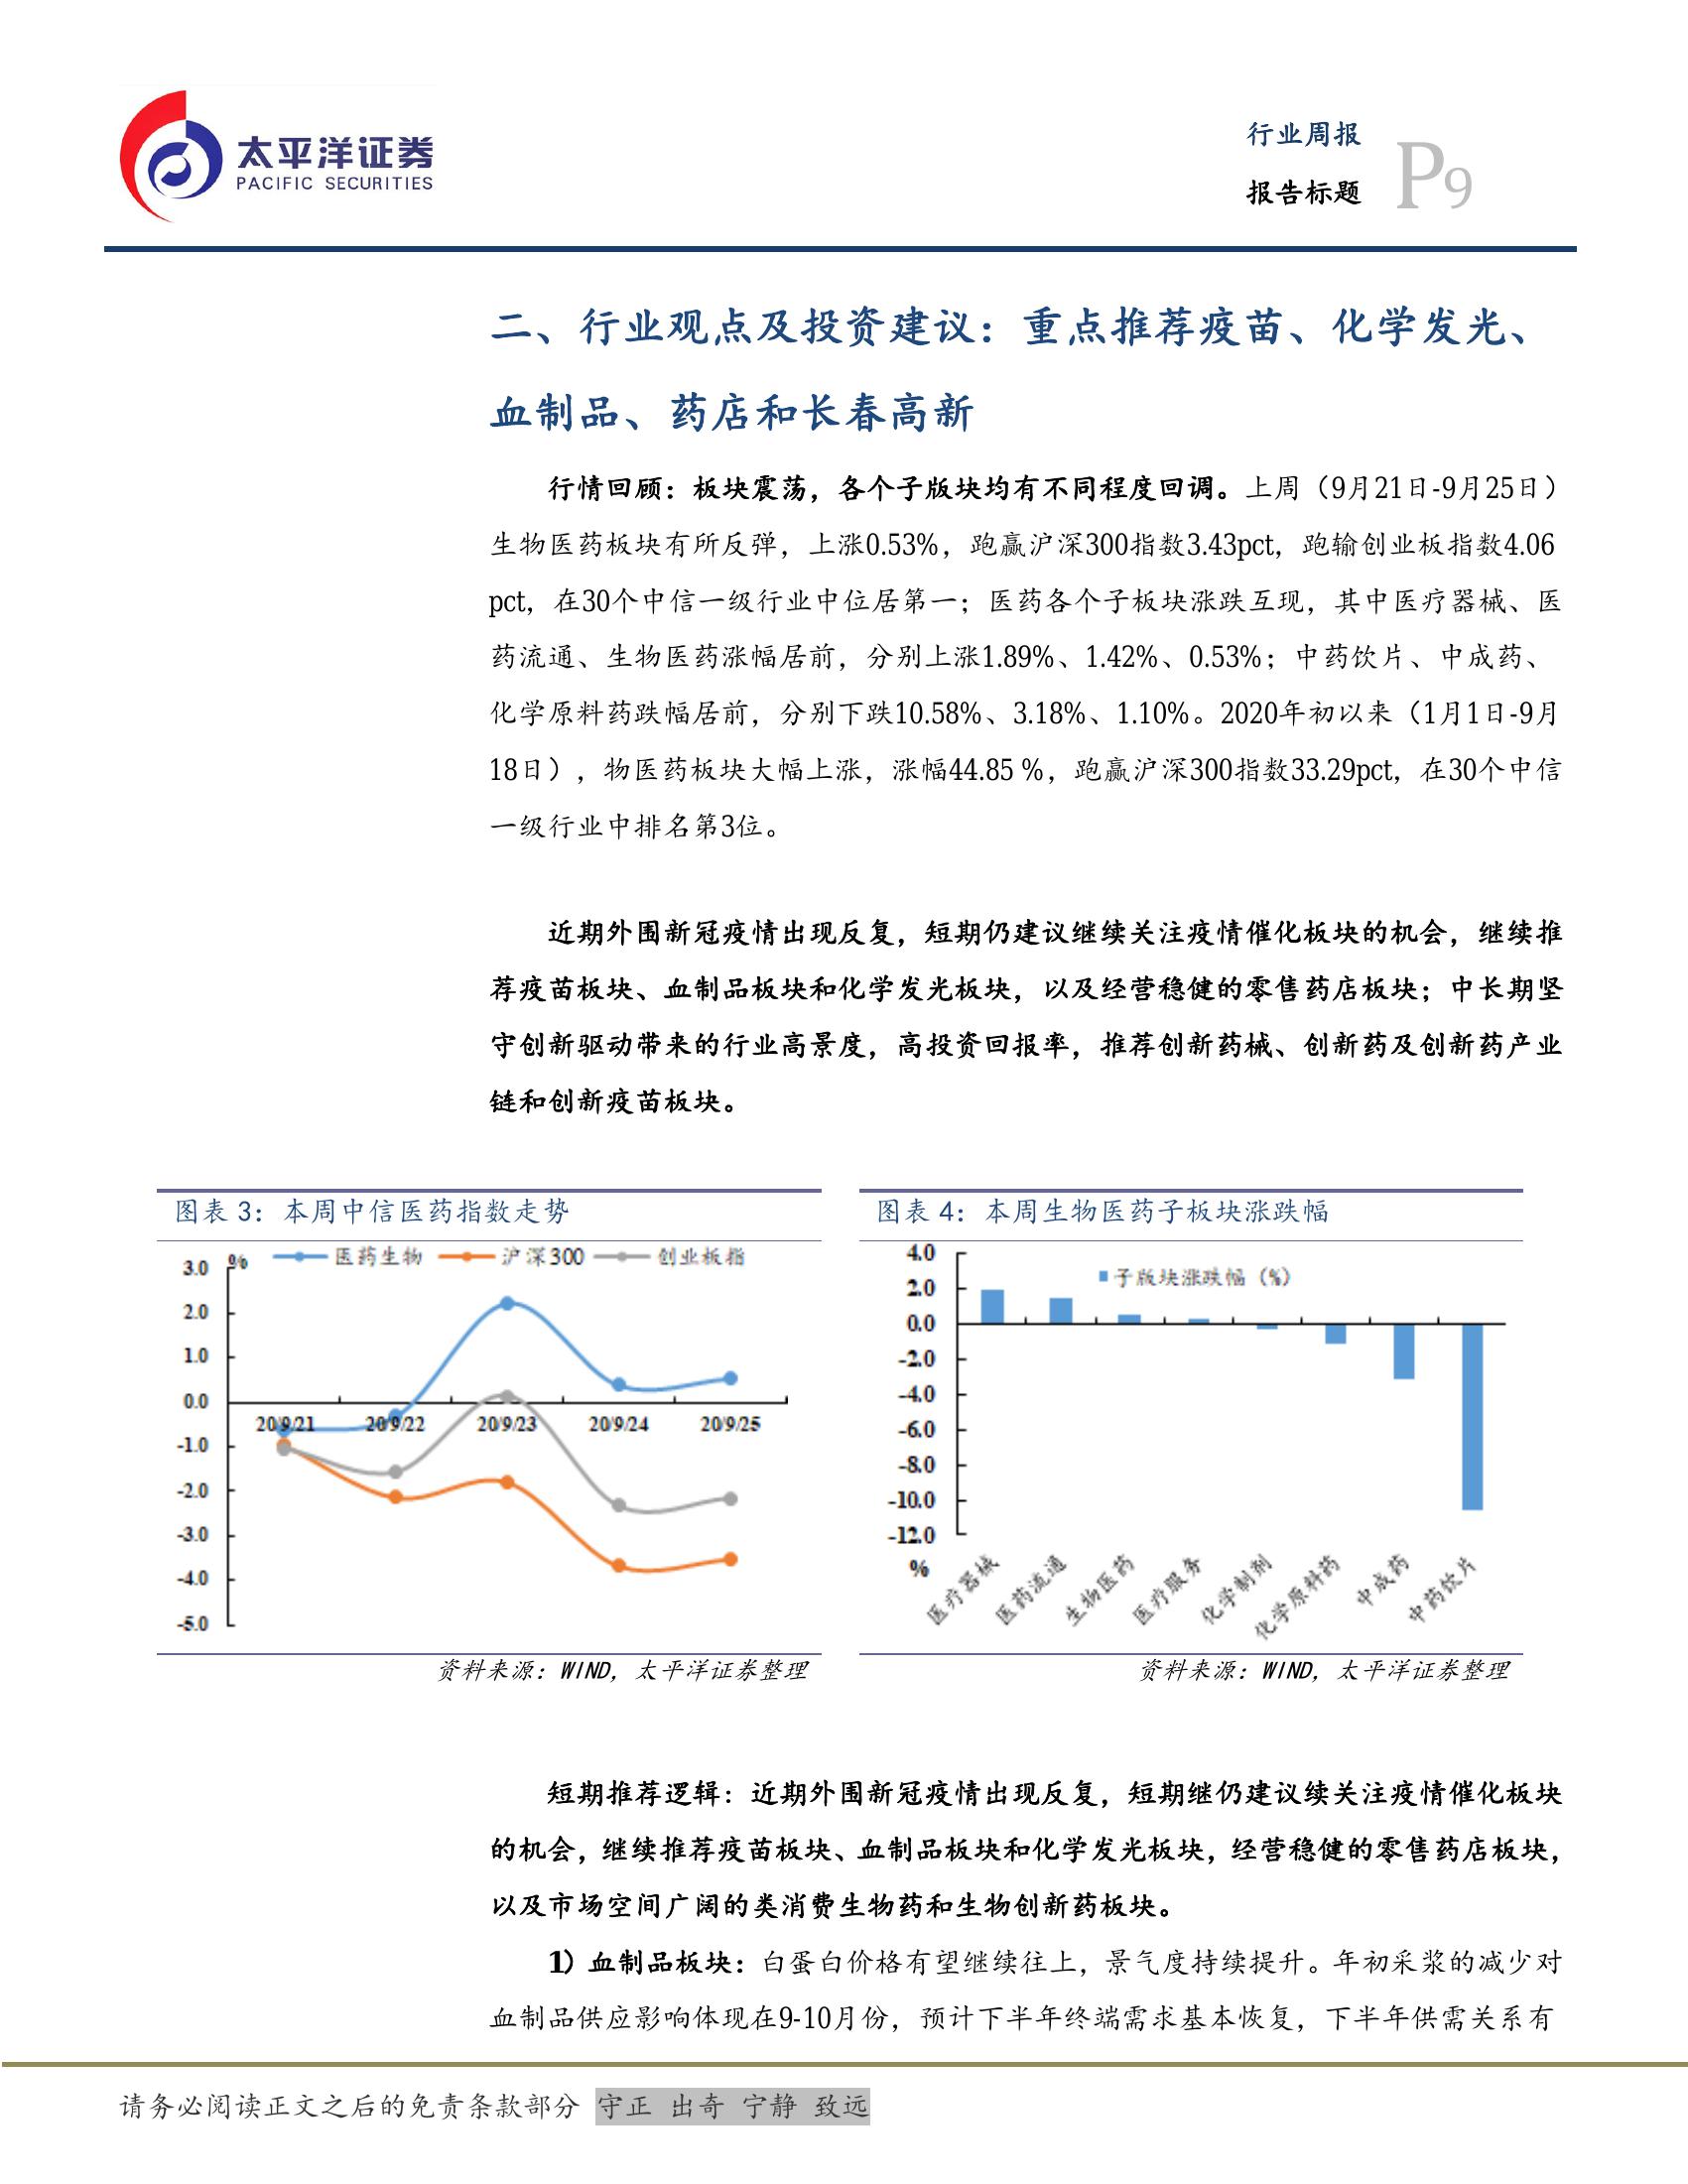 太平洋证券
PACIFIC SECURITIES
行业周报
报告标题
P9
二、行业观点及投资建议：重点推荐疫苗、化学发光、
血制品、药店和长春高新
行情回顾：板块震荡，各个子版块均有不同程度回调。上周（9月21日-9月25日）
生物医药板块有所反弹，上涨0.53%，跑赢沪深300指数3.43pct，跑输创业板指数4.06
pct，在30个中信一级行业中位居第一；医药各个子板块涨跌互现，其中医疗器械、医
药流通、生物医药涨幅居前，分别上涨1.89%、1.42%、0.53%；中药饮片、中成药、
化学原料药跌幅居前，分别下跌10.58%、3.18%、1.10%。2020年初以来（1月1日-9月
18日），物医药板块大幅上涨，涨幅44.85 %，跑赢沪深300指数33.29pct，在30个中信
一级行业中排名第3位。
近期外围新冠疫情出现反复，短期仍建议继续关注疫情催化板块的机会，继续推
荐疫苗板块、血制品板块和化学发光板块，以及经营稳健的零售药店板块；中长期坚
守创新驱动带来的行业高景度，高投资回报率，推荐创新药械、创新药及创新药产业
链和创新疫苗板块。
图表 3：本周中信医药指数走势
% 医药生物 沪深300 创业板指
3.0
2.0
1.0
0.0
-1.0
-2.0
-3.0
-4.0
-5.0
20/9/21 20/9/22 20/9/23 20/9/24 20/9/25
资料来源：WIND，太平洋证券整理
图表 4：本周生物医药子板块涨跌幅
子版块涨跌幅（%）
4.0
2.0
0.0
-2.0
-4.0
-6.0
-8.0
-10.0
-12.0
%
医疗器械 医药流通 生物医药 医疗服务 化学制剂 化学原料药 中成药 中药饮片
资料来源：WIND，太平洋证券整理
短期推荐逻辑：近期外围新冠疫情出现反复，短期继仍建议续关注疫情催化板块
的机会，继续推荐疫苗板块、血制品板块和化学发光板块，经营稳健的零售药店板块，
以及市场空间广阔的类消费生物药和生物创新药板块。
1）血制品板块：白蛋白价格有望继续往上，景气度持续提升。年初采浆的减少对
血制品供应影响体现在9-10月份，预计下半年终端需求基本恢复，下半年供需关系有
请务必阅读正文之后的免责条款部分 守正 出奇 宁静 致远